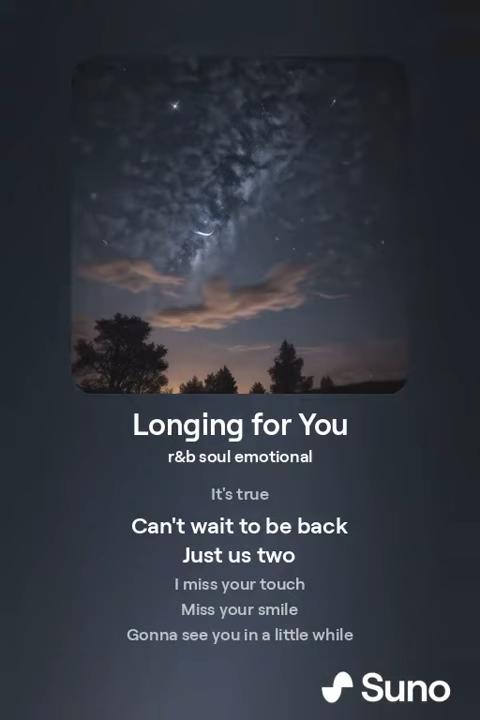 Longing for You
r&b soul emotional
It's true
Can't wait to be back
Just us two
I miss your touch
Miss your smile
Gonna see you in a little while
Suno